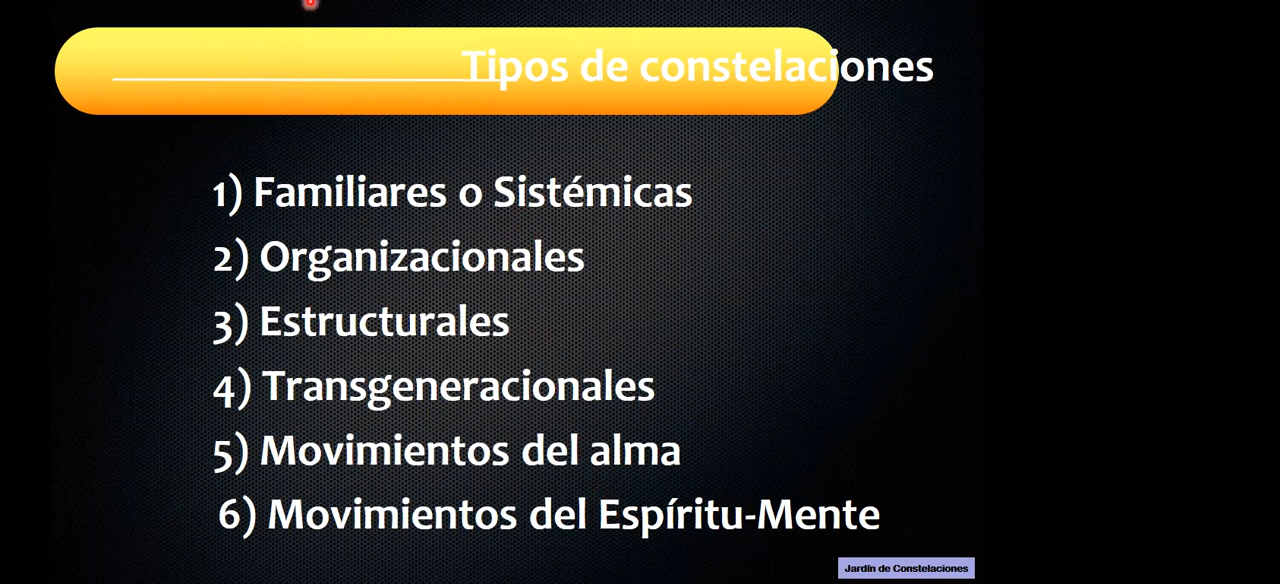 Tipos de constelaciones
1) Familiares o Sistémicas
2) Organizacionales
3) Estructurales
4) Transgeneracionales
5) Movimientos del alma
6) Movimientos del Espíritu-Mente
Jardín de Constelaciones